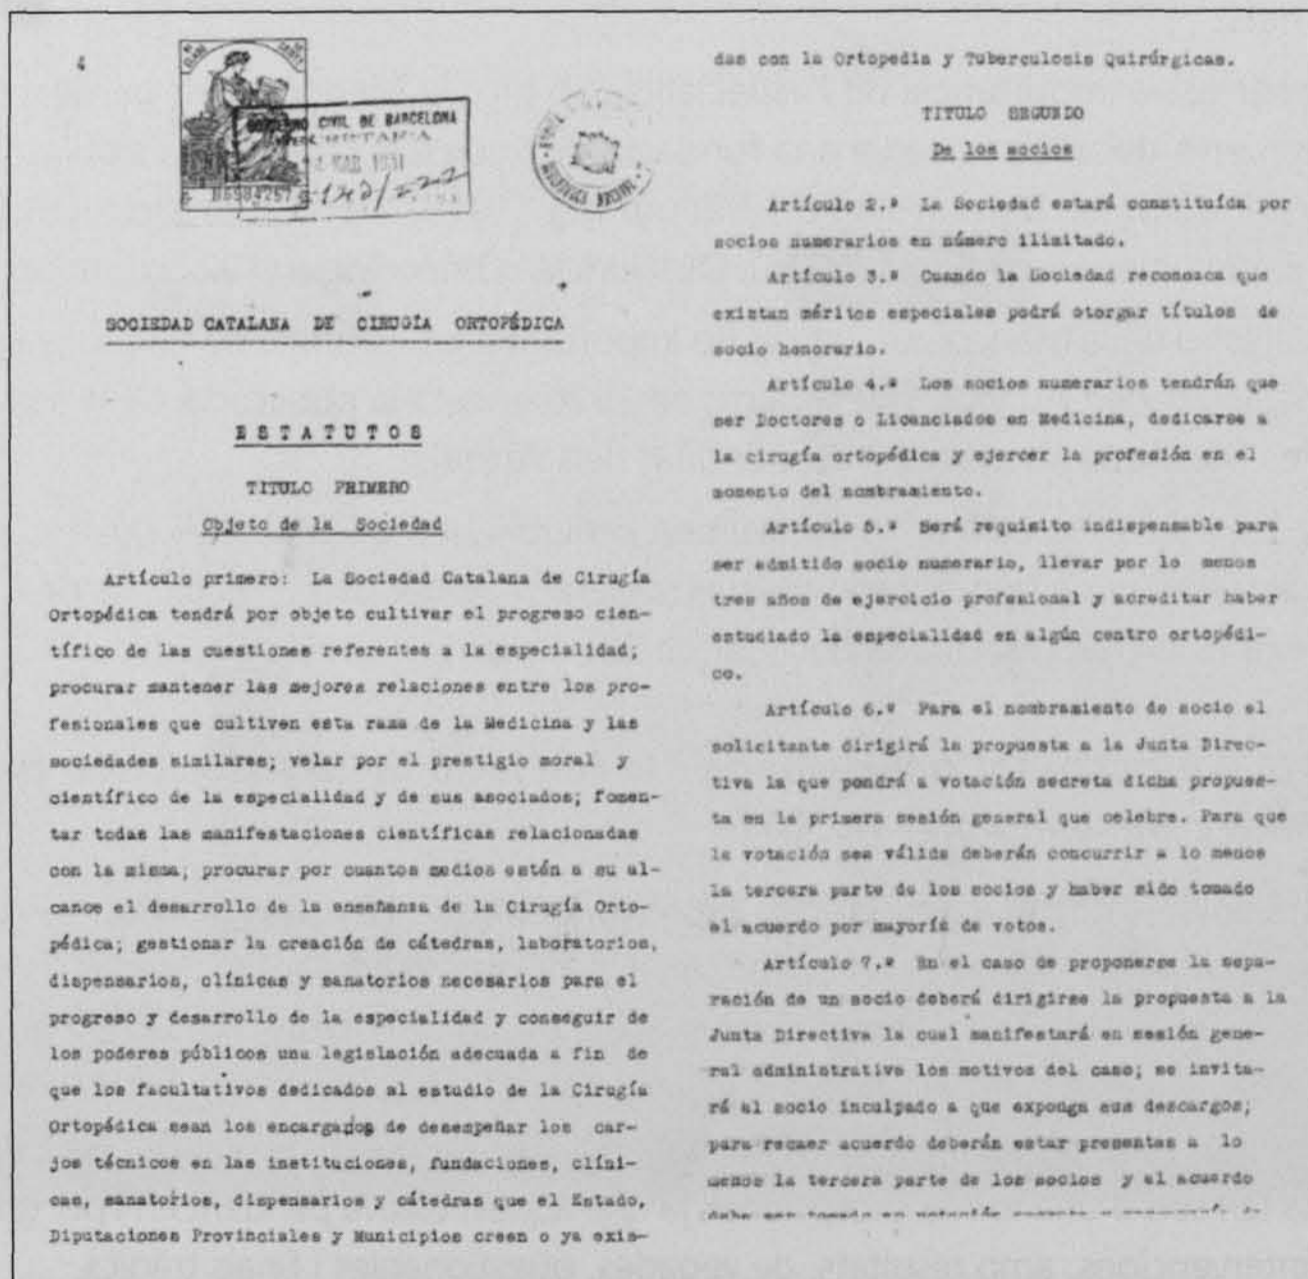 4
GOBIERNO CIVIL DE BARCELONA
MAR 1931
B5584257
SOCIEDAD CATALANA DE CIRUGÍA ORTOPÉDICA
ESTATUTOS
TITULO PRIMERO
Objeto de la Sociedad
Artículo primero: La Sociedad Catalana de Cirugía
Ortopédica tendrá por objeto cultivar el progreso cien-
tífico de las cuestiones referentes a la especialidad;
procurar mantener las mejores relaciones entre los pro-
fesionales que cultiven esta rama de la Medicina y las
sociedades similares; velar por el prestigio moral y
científico de la especialidad y de sus asociados; fomen-
tar todas las manifestaciones científicas relacionadas
con la misma; procurar por cuantos medios estén a su al-
cance el desarrollo de la enseñanza de la Cirugía Orto-
pédica; gestionar la creación de cátedras, laboratorios,
dispensarios, clínicas y sanatorios necesarios para el
progreso y desarrollo de la especialidad y conseguir de
los poderes públicos una legislación adecuada a fin de
que los facultativos dedicados al estudio de la Cirugía
Ortopédica sean los encargados de desempeñar los car-
jos técnicos en las instituciones, fundaciones, clíni-
cas, sanatorios, dispensarios y cátedras que el Estado,
Diputaciones Provinciales y Municipios creen o ya exis-
das con la Ortopedia y Tuberculosis Quirúrgicas.
TITULO SEGUNDO
De los socios
Artículo 2.º La Sociedad estará constituída por
socios numerarios en número ilimitado.
Artículo 3.º Cuando la Sociedad reconozca que
existan méritos especiales podrá otorgar títulos de
socio honorario.
Artículo 4.º Los socios numerarios tendrán que
ser Doctores o Licenciados en Medicina, dedicarse a
la cirugía ortopédica y ejercer la profesión en el
momento del nombramiento.
Artículo 5.º Será requisito indispensable para
ser admitido socio numerario, llevar por lo menos
tres años de ejercicio profesional y acreditar haber
estudiado la especialidad en algún centro ortopédi-
co.
Artículo 6.º Para el nombramiento de socio el
solicitante dirigirá la propuesta a la Junta Direc-
tiva la que pondrá a votación secreta dicha propues-
ta en la primera sesión general que celebre. Para que
la votación sea válida deberán concurrir a lo menos
la tercera parte de los socios y haber sido tomado
el acuerdo por mayoría de votos.
Artículo 7.º En el caso de proponerse la sepa-
ración de un socio deberá dirigirse la propuesta a la
Junta Directiva la cual manifestará en sesión gene-
ral administrativa los motivos del caso; se invita-
rá al socio inculpado a que exponga sus descargos;
para recaer acuerdo deberán estar presentes a lo
menos la tercera parte de los socios y el acuerdo
debe ser tomado en votación